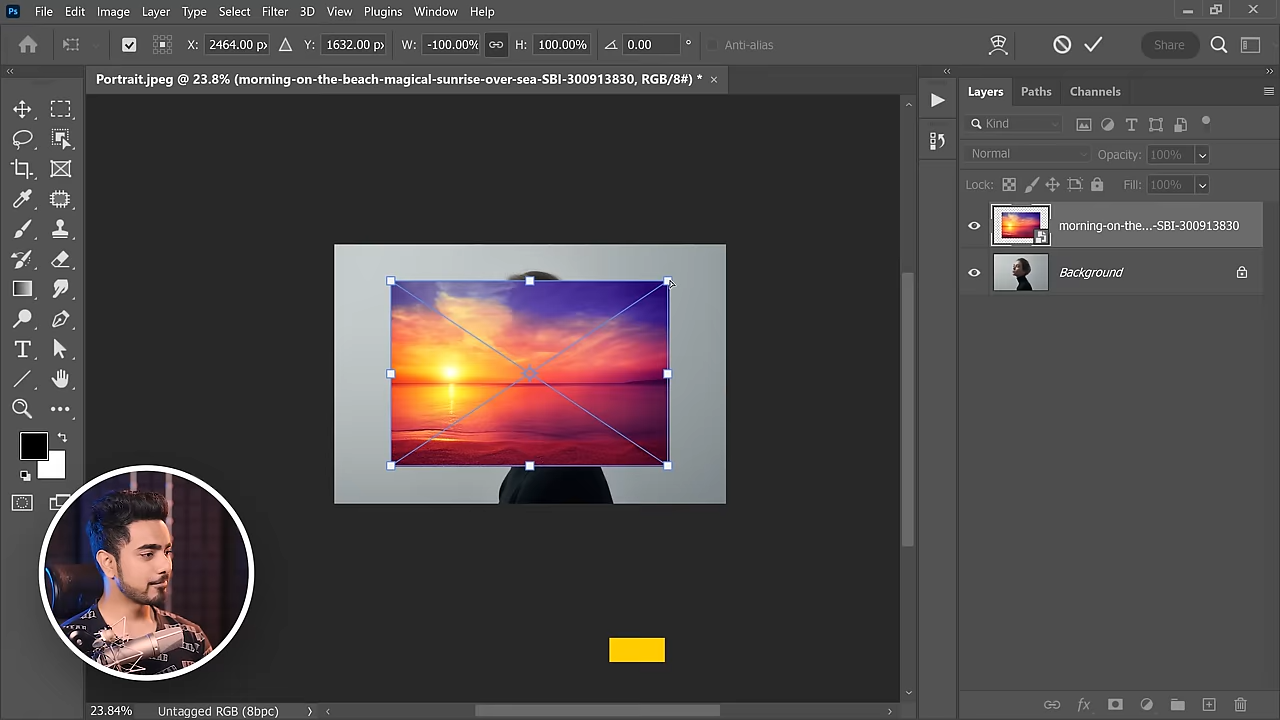 Ps File Edit Image Layer Type Select Filter 3D View Plugins Window Help
X: 2464.00 px Y: 1632.00 px W: -100.00% H: 100.00% 0.00 ° Anti-alias Share
Portrait.jpeg @ 23.8% (morning-on-the-beach-magical-sunrise-over-sea-SBI-300913830, RGB/8#) * ×
Layers Paths Channels
Kind
Normal Opacity: 100%
Lock: Fill: 100%
morning-on-the...-SBI-300913830
Background
23.84% Untagged RGB (8bpc)